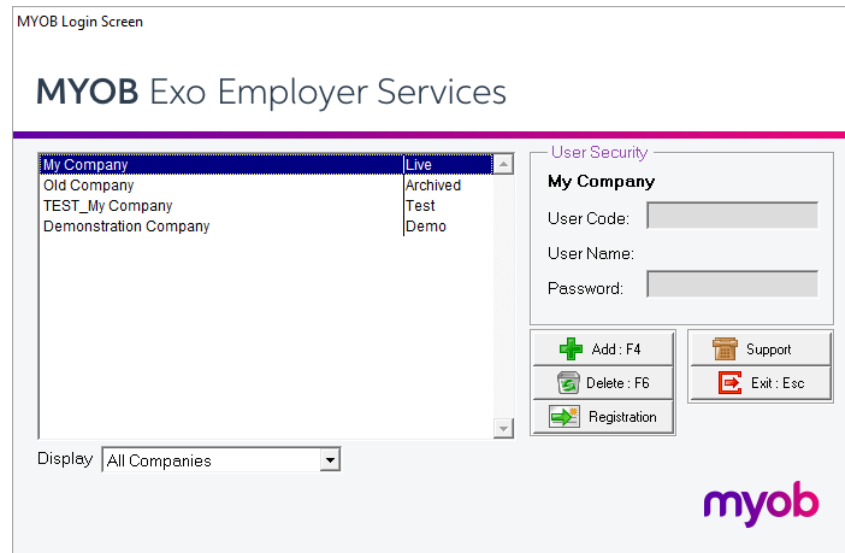 MYOB Login Screen
MYOB Exo Employer Services
My Company Live
Old Company Archived
TEST_My Company Test
Demonstration Company Demo
Display All Companies
User Security
My Company
User Code:
User Name:
Password:
Add : F4
Support
Delete : F6
Exit : Esc
Registration
myob